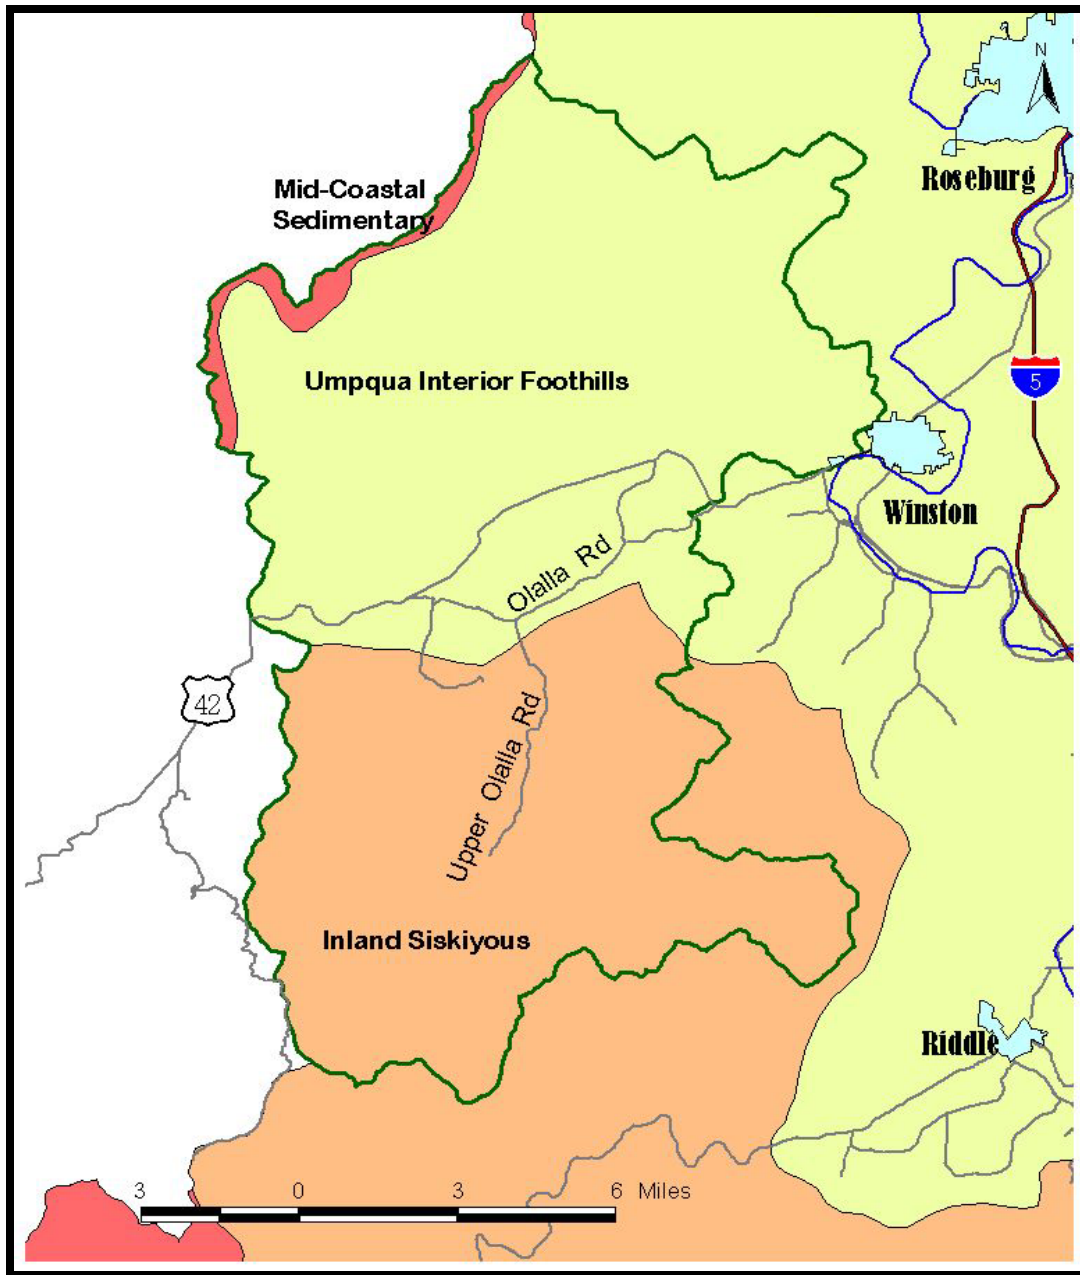 N
Roseburg
Mid-Coastal
Sedimentary
Umpqua Interior Foothills
5
Winston
Olalla Rd
42
Upper Olalla Rd
Inland Siskiyous
Riddle
3 0 3 6 Miles